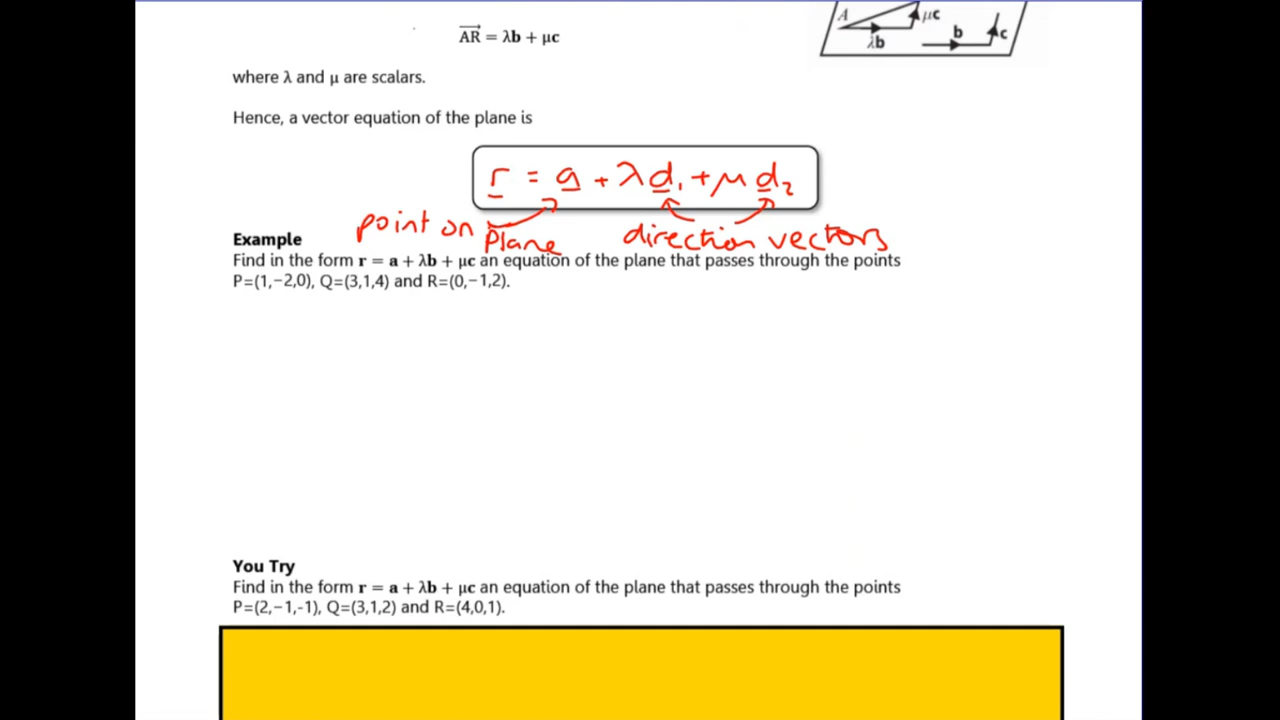 A
μc
AR = λb + μc
b
c
λb
where λ and μ are scalars.
Hence, a vector equation of the plane is
r = a + λ d₁ + μ d₂
point on plane
direction vectors
Example
Find in the form r = a + λb + μc an equation of the plane that passes through the points
P=(1,−2,0), Q=(3,1,4) and R=(0,−1,2).
You Try
Find in the form r = a + λb + μc an equation of the plane that passes through the points
P=(2,−1,-1), Q=(3,1,2) and R=(4,0,1).